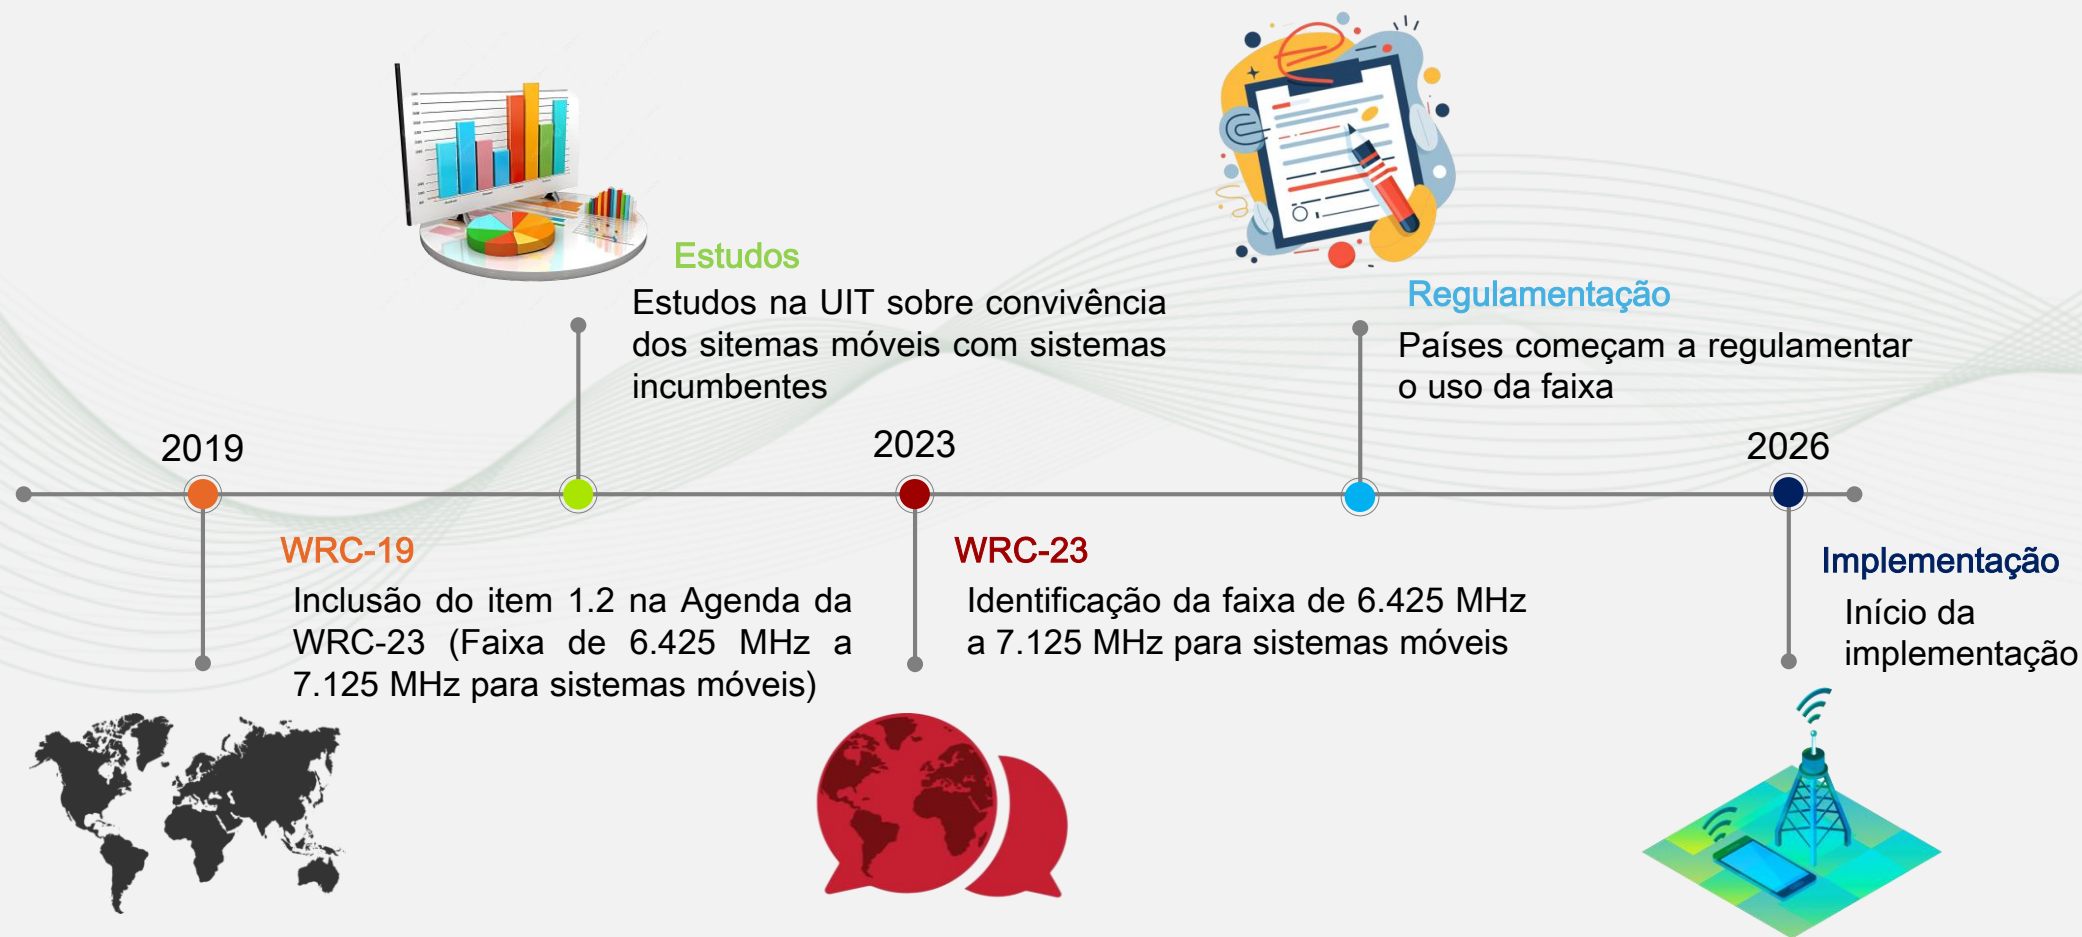 Estudos
Estudos na UIT sobre convivência
dos sitemas móveis com sistemas
incumbentes
Regulamentação
Países começam a regulamentar
o uso da faixa
2019
2023
2026
WRC-19
Inclusão do item 1.2 na Agenda da
WRC-23 (Faixa de 6.425 MHz a
7.125 MHz para sistemas móveis)
WRC-23
Identificação da faixa de 6.425 MHz
a 7.125 MHz para sistemas móveis
Implementação
Início da
implementação